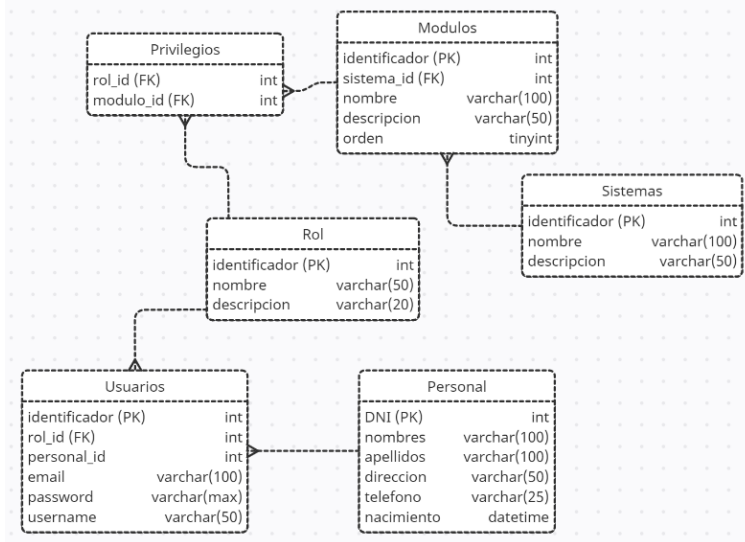 Privilegios
rol_id (FK) int
modulo_id (FK) int
Modulos
identificador (PK) int
sistema_id (FK) int
nombre varchar(100)
descripcion varchar(50)
orden tinyint
Sistemas
identificador (PK) int
nombre varchar(100)
descripcion varchar(50)
Rol
identificador (PK) int
nombre varchar(50)
descripcion varchar(20)
Usuarios
identificador (PK) int
rol_id (FK) int
personal_id int
email varchar(100)
password varchar(max)
username varchar(50)
Personal
DNI (PK) int
nombres varchar(100)
apellidos varchar(100)
direccion varchar(50)
telefono varchar(25)
nacimiento datetime